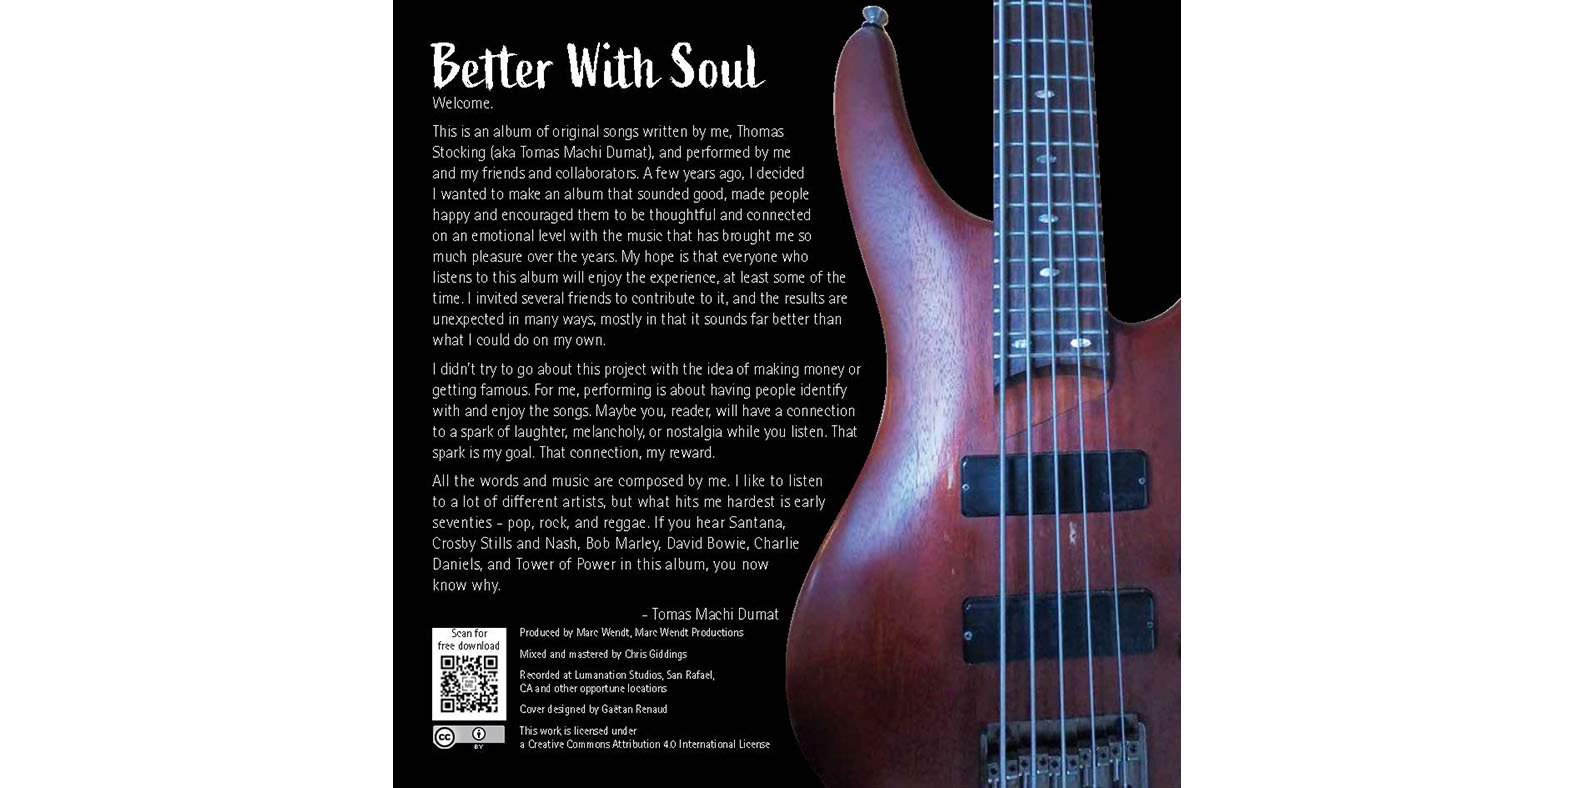 Better With Soul
Welcome.
This is an album of original songs written by me, Thomas
Stocking (aka Tomas Machi Dumat), and performed by me
and my friends and collaborators. A few years ago, I decided
I wanted to make an album that sounded good, made people
happy and encouraged them to be thoughtful and connected
on an emotional level with the music that has brought me so
much pleasure over the years. My hope is that everyone who
listens to this album will enjoy the experience, at least some of the
time. I invited several friends to contribute to it, and the results are
unexpected in many ways, mostly in that it sounds far better than
what I could do on my own.
I didn't try to go about this project with the idea of making money or
getting famous. For me, performing is about having people identify
with and enjoy the songs. Maybe you, reader, will have a connection
to a spark of laughter, melancholy, or nostalgia while you listen. That
spark is my goal. That connection, my reward.
All the words and music are composed by me. I like to listen
to a lot of different artists, but what hits me hardest is early
seventies - pop, rock, and reggae. If you hear Santana,
Crosby Stills and Nash, Bob Marley, David Bowie, Charlie
Daniels, and Tower of Power in this album, you now
know why.
- Tomas Machi Dumat
Scan for
free download
Produced by Marc Wendt, Marc Wendt Productions
Mixed and mastered by Chris Giddings
Recorded at Lumanation Studios, San Rafael,
CA and other opportune locations
Cover designed by Gaëtan Renaud
This work is licensed under
a Creative Commons Attribution 4.0 International License
cc
BY